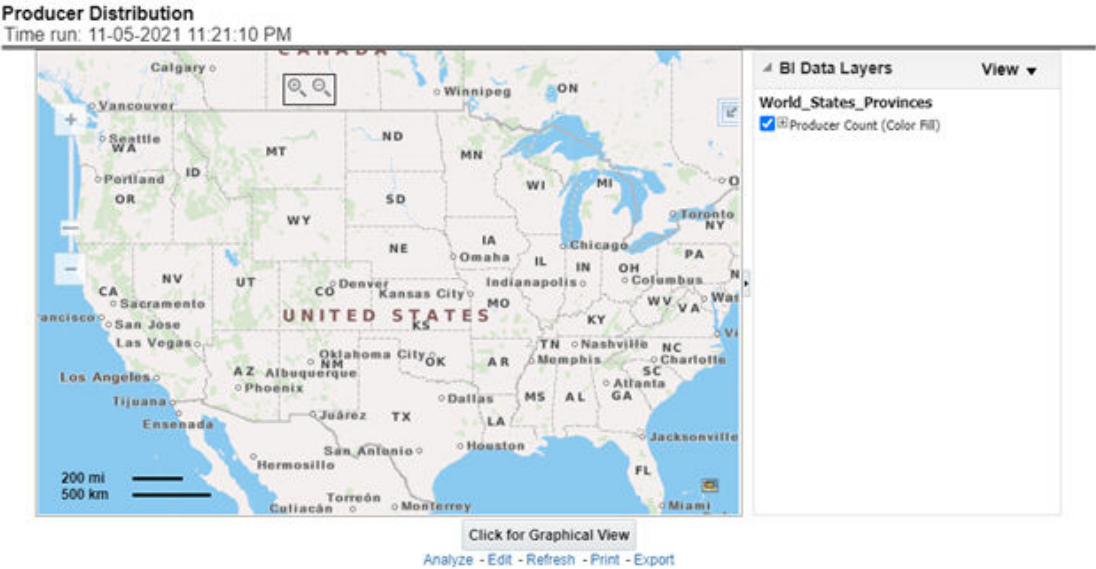 Producer Distribution
Time run: 11-05-2021 11:21:10 PM
CANADA
Calgary
Winnipeg
ON
Vancouver
Seattle
WA
MT
ND
MN
Portland
ID
OR
WI
MI
SD
WY
Toronto
NY
NE
IA
Omaha
Chicago
PA
IL
IN
OH
NV
UT
Denver
CO
Kansas City
Indianapolis
Columbus
CA
Sacramento
MO
WV
VA
ancisco
San Jose
UNITED STATES
KS
KY
Las Vegas
TN
Nashville
NC
Oklahoma City
OK
AR
Memphis
Charlotte
NM
AZ
Albuquerque
SC
Los Angeles
Phoenix
Atlanta
Tijuana
Dallas
MS
AL
GA
Ensenada
Juárez
TX
LA
San Antonio
Houston
Jacksonville
Hermosillo
FL
200 mi
500 km
Torreón
Culiacán
Monterrey
Miami
BI Data Layers
View
World_States_Provinces
Producer Count (Color Fill)
Click for Graphical View
Analyze - Edit - Refresh - Print - Export